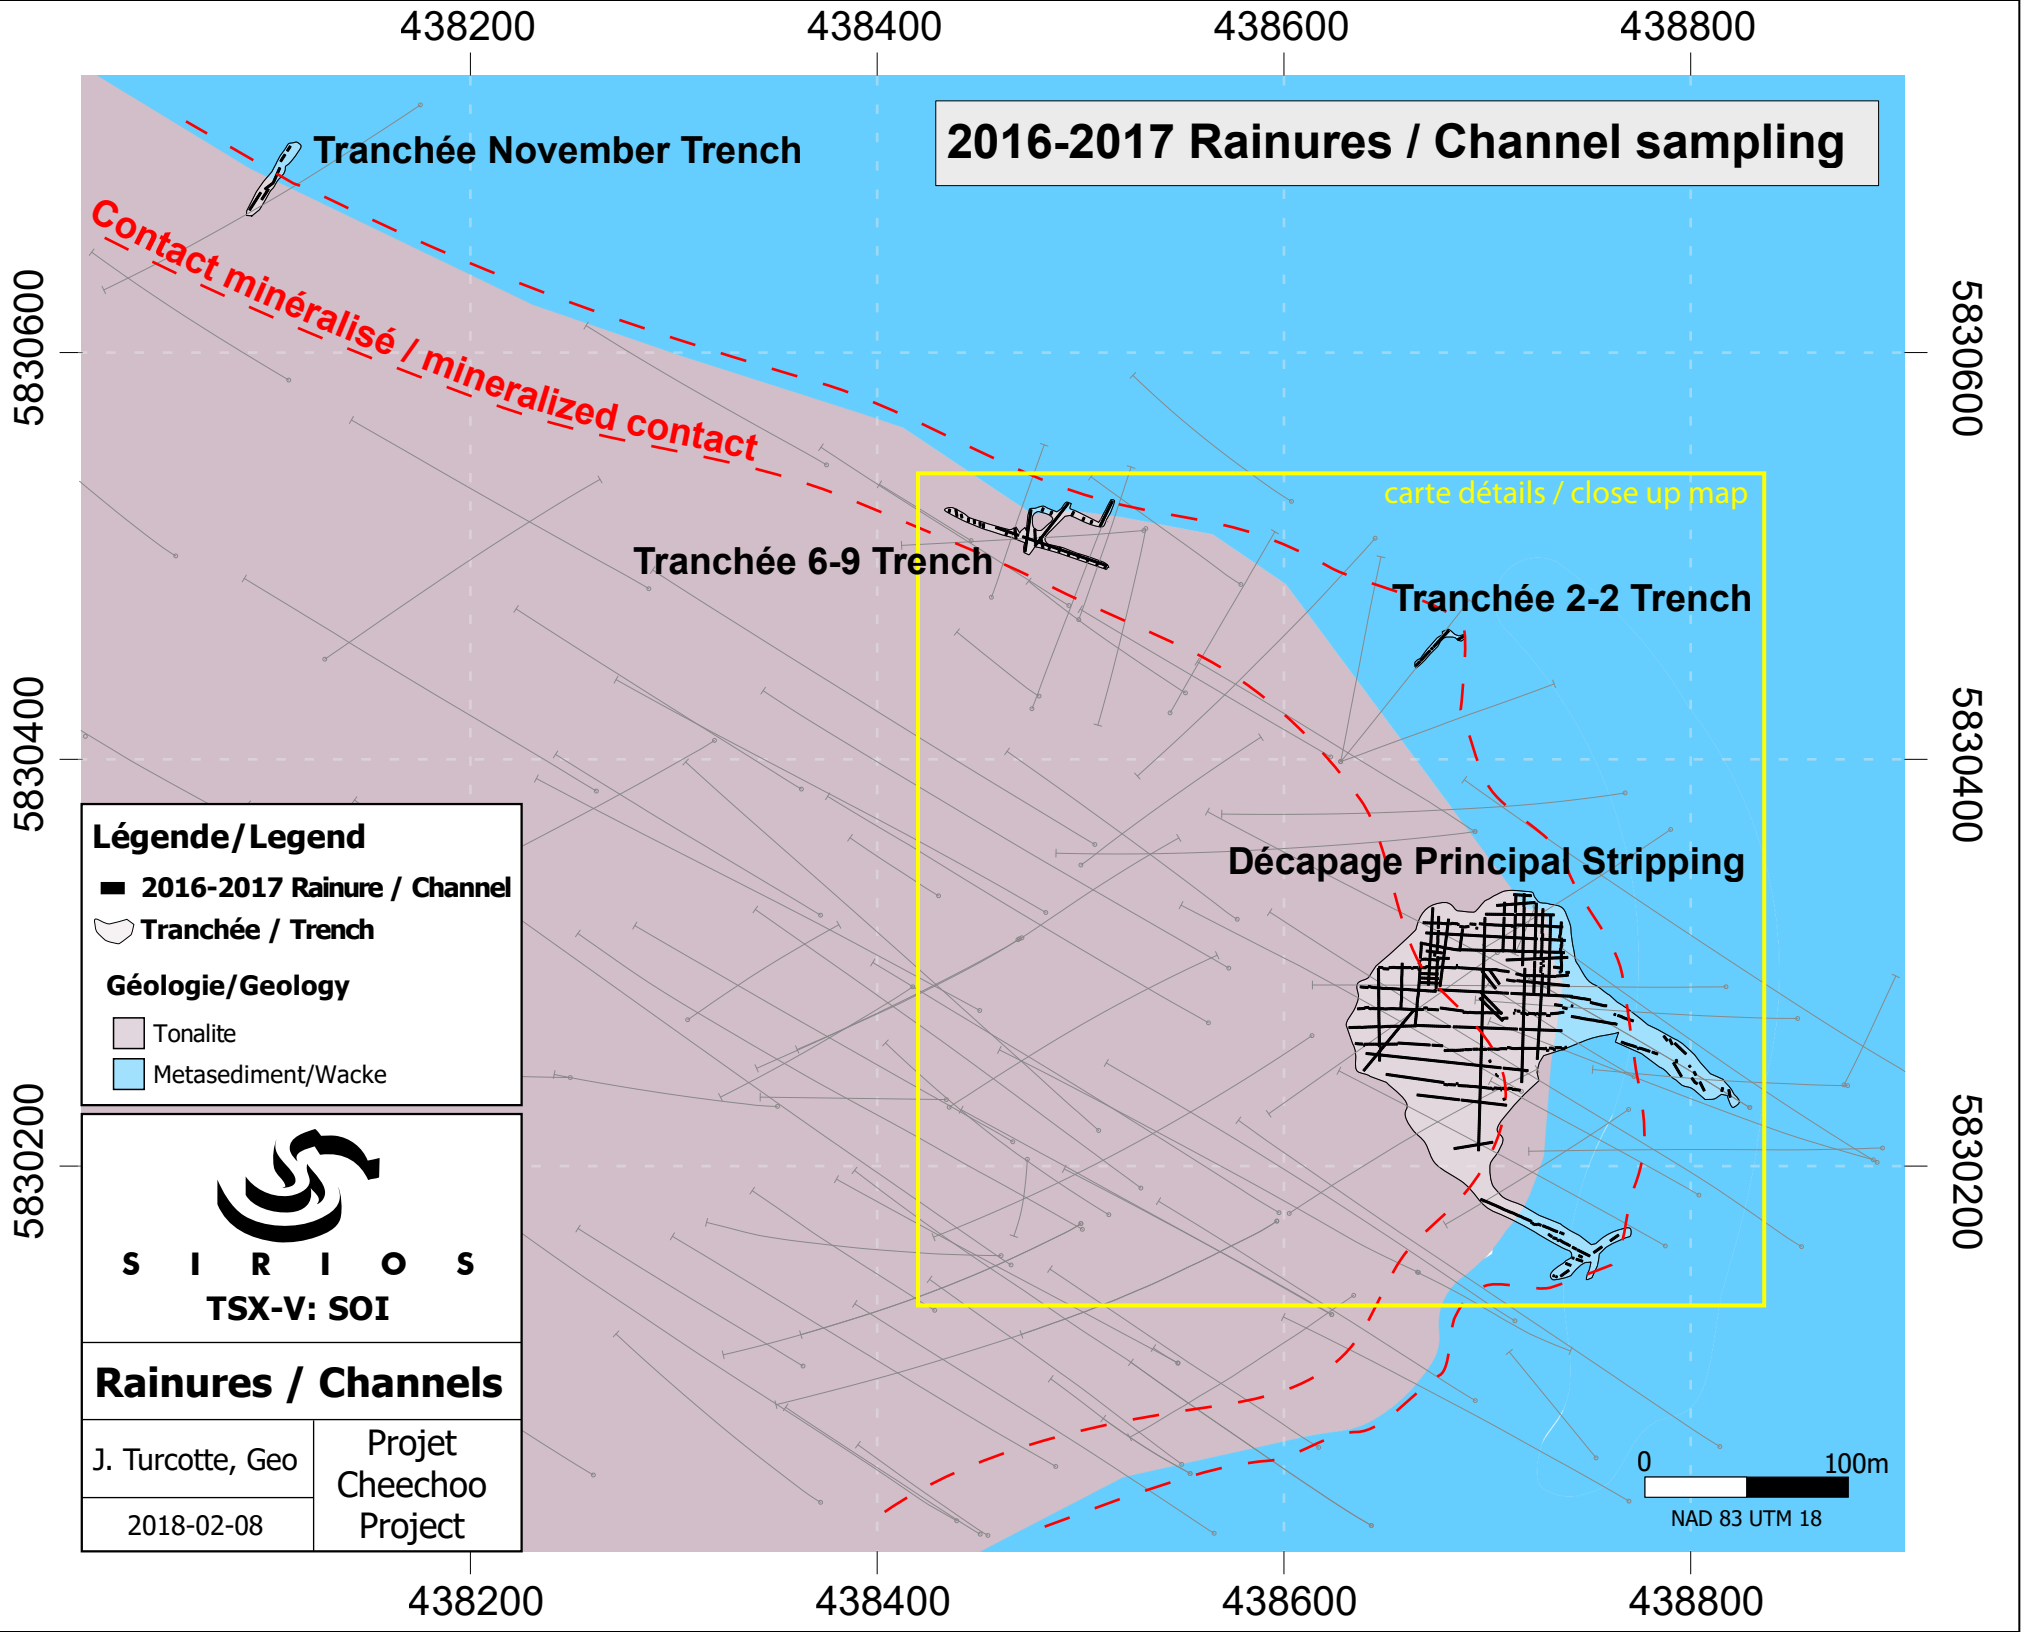 438200 438400 438600 438800
2016-2017 Rainures / Channel sampling
Tranchée November Trench
Contact minéralisé / mineralized contact
5830600
5830600
carte détails / close up map
Tranchée 6-9 Trench
Tranchée 2-2 Trench
5830400
5830400
Décapage Principal Stripping
5830200
5830200
Légende/Legend
2016-2017 Rainure / Channel
Tranchée / Trench
Géologie/Geology
Tonalite
Metasediment/Wacke
SIRIOS
TSX-V: SOI
Rainures / Channels
J. Turcotte, Geo
2018-02-08
Projet
Cheechoo
Project
0 100m
NAD 83 UTM 18
438200 438400 438600 438800